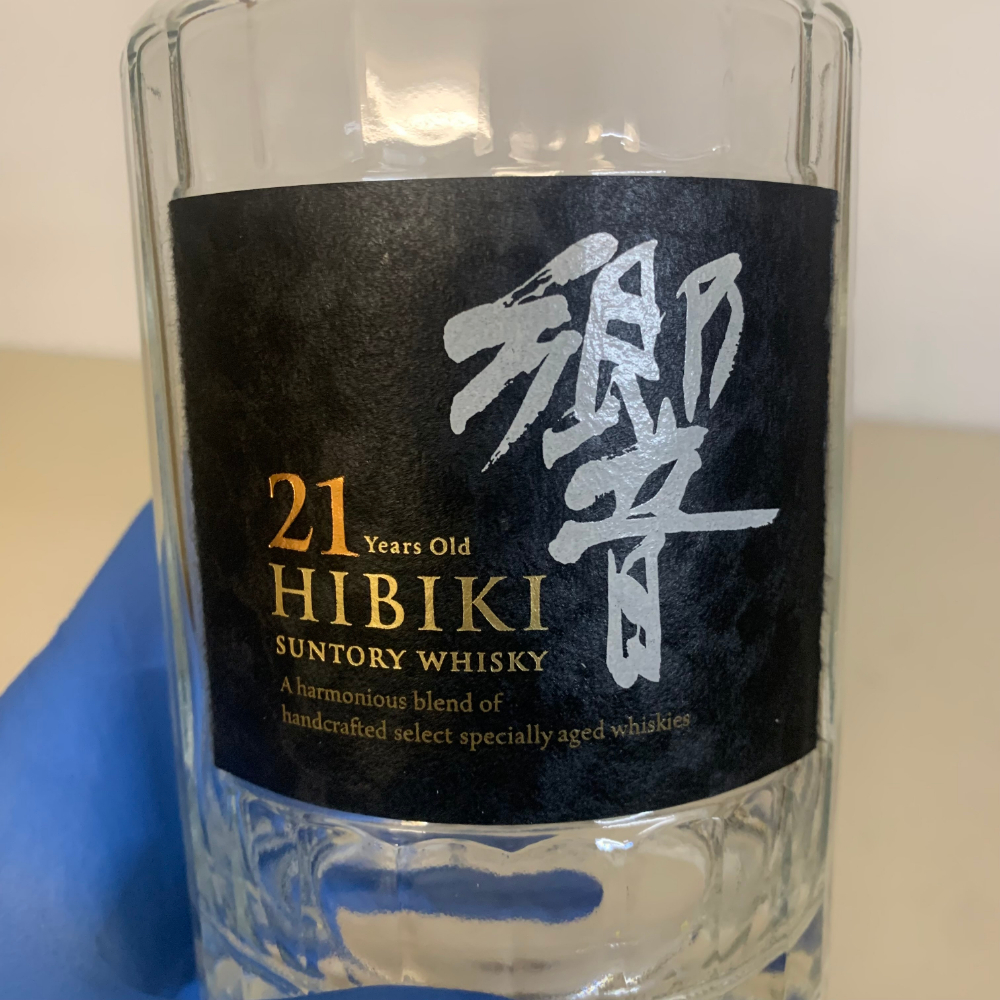 響
21 Years Old
HIBIKI
SUNTORY WHISKY
A harmonious blend of
handcrafted select specially aged whiskies